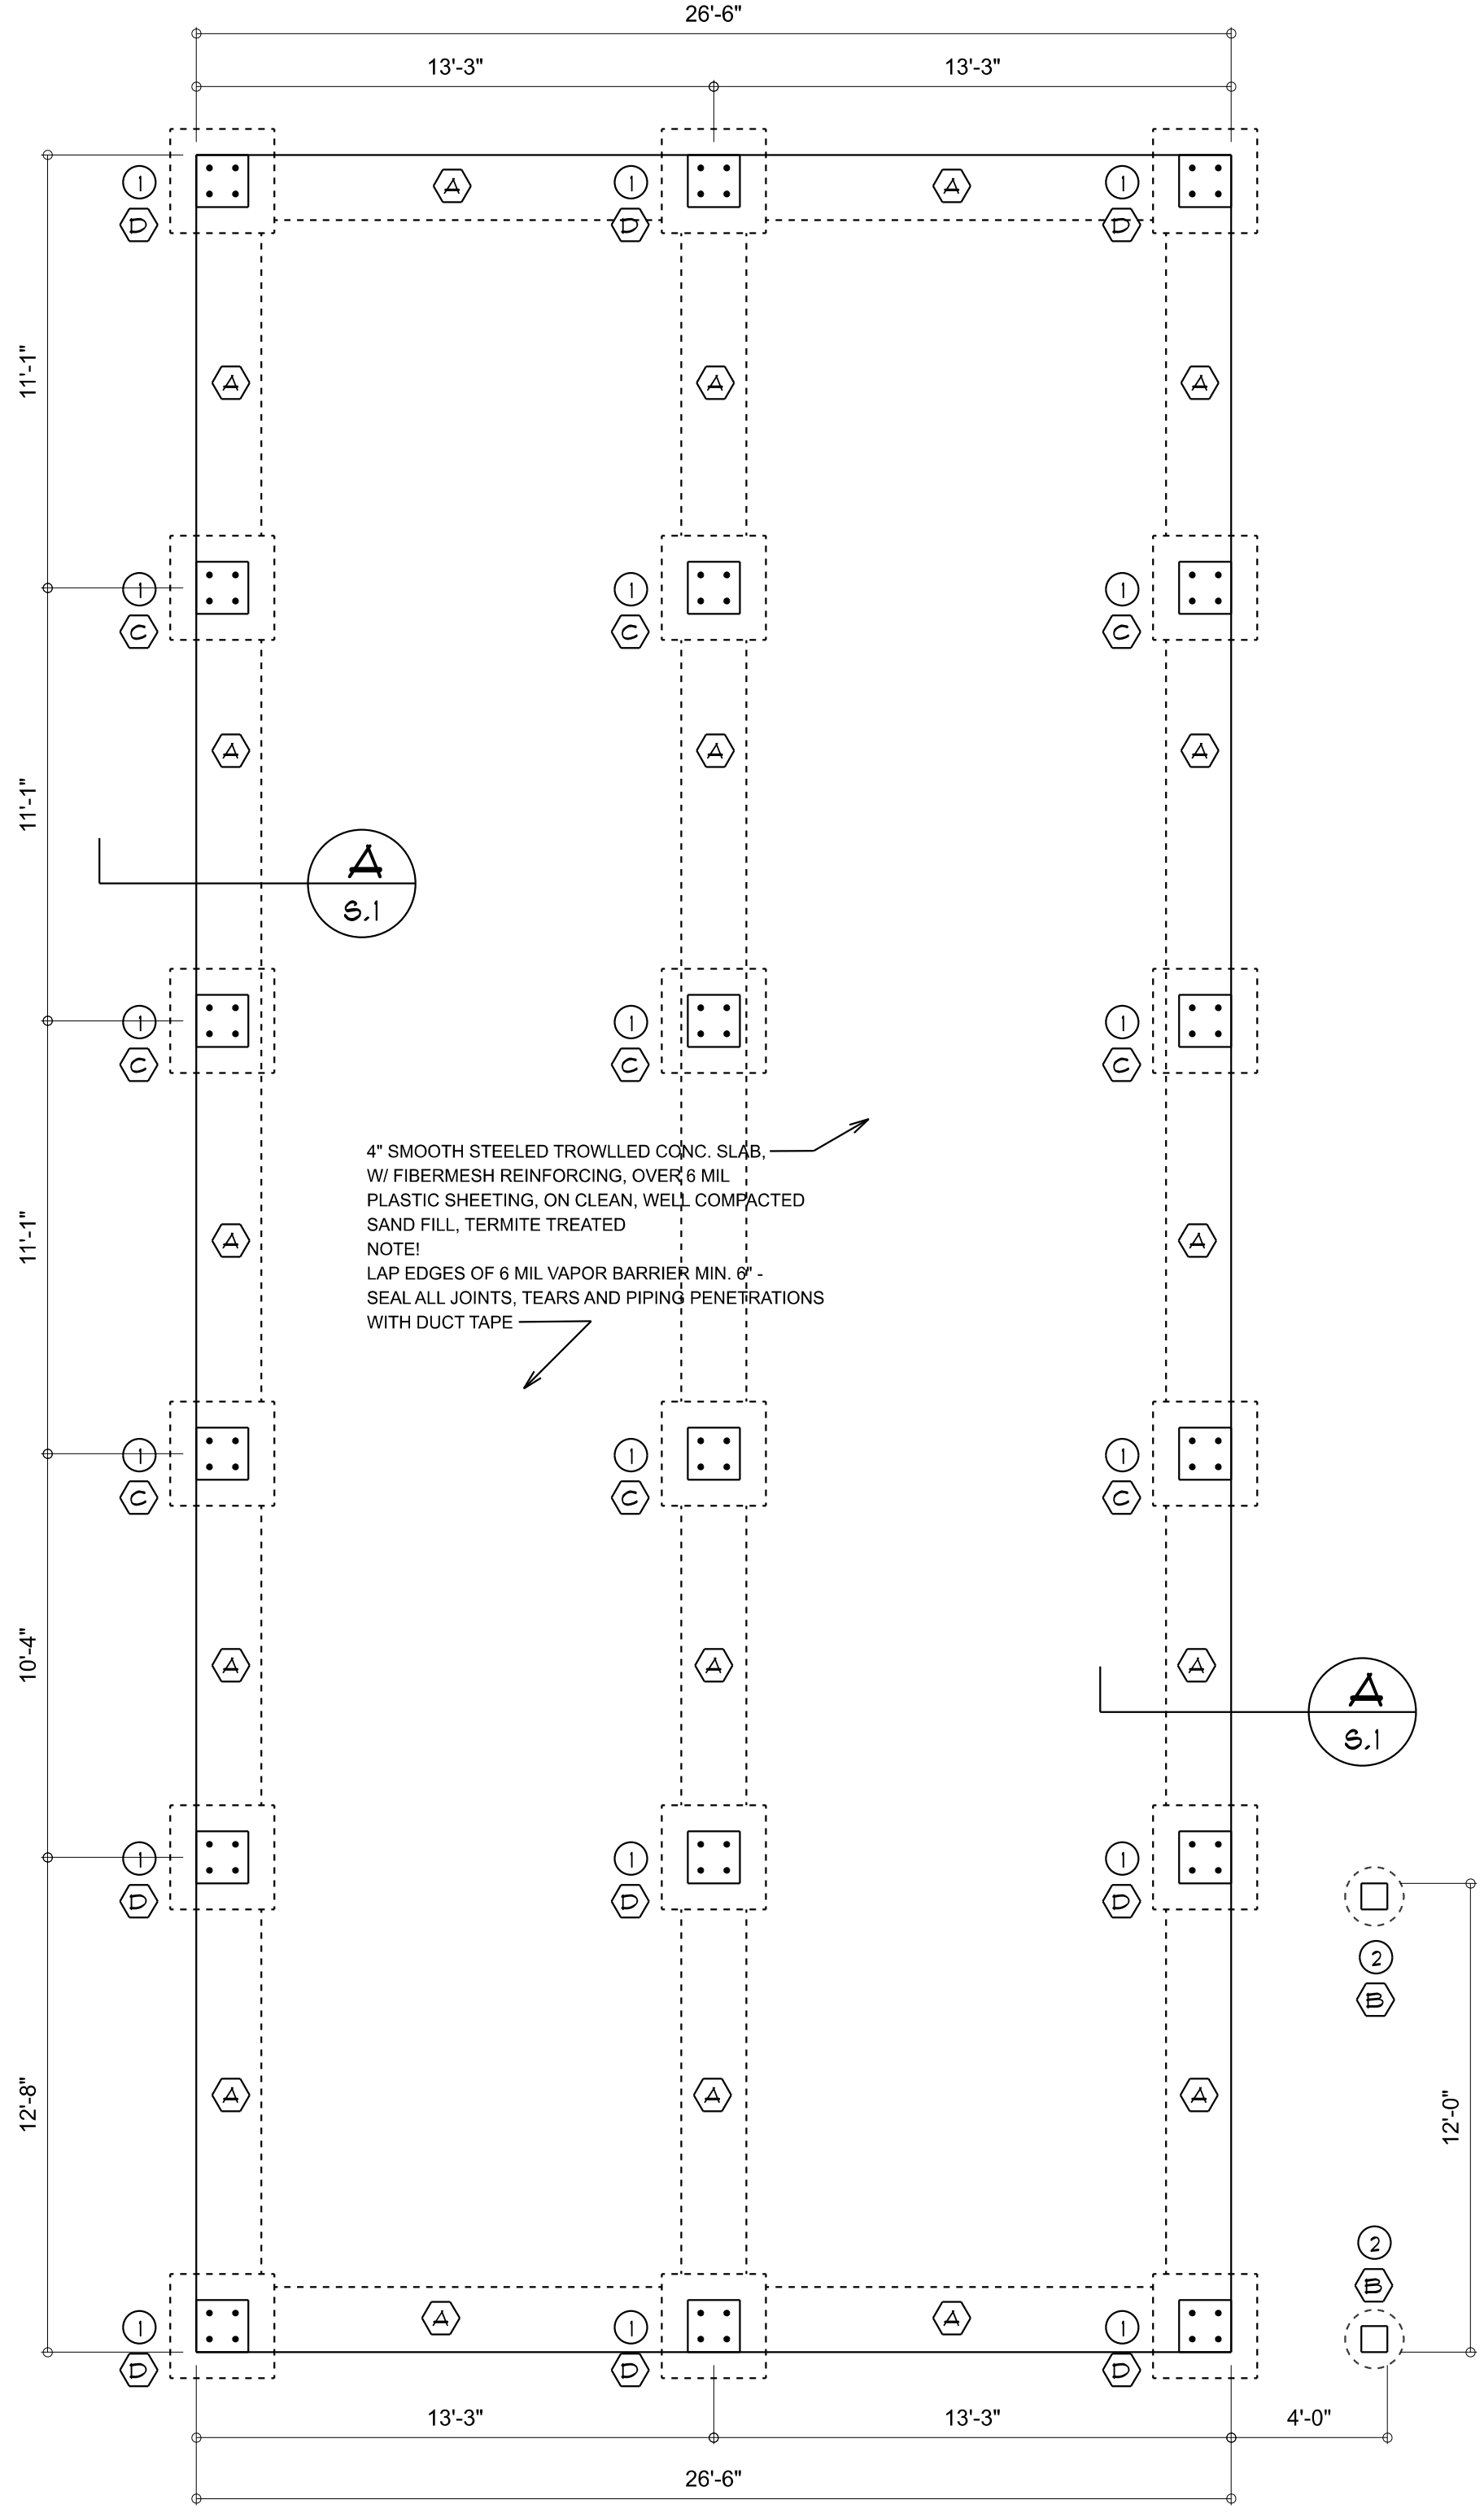 26'-6"
13'-3" 13'-3"
1 1 1
A A
D D D
11'-1"
A A A
1 1 1
C C C
A A A
11'-1"
A
S.1
1 1 1
C C C
4" SMOOTH STEELED TROWLLED CONC. SLAB,
W/ FIBERMESH REINFORCING, OVER 6 MIL
PLASTIC SHEETING, ON CLEAN, WELL COMPACTED
SAND FILL, TERMITE TREATED
NOTE!
LAP EDGES OF 6 MIL VAPOR BARRIER MIN. 6" -
SEAL ALL JOINTS, TEARS AND PIPING PENETRATIONS
WITH DUCT TAPE
11'-1"
A A
1 1 1
C C C
10'-4"
A A A
A
S.1
1 1 1
D D D
2
B
12'-8"
A A A
12'-0"
2
B
A A
1 1 1
D D D
13'-3" 13'-3" 4'-0"
26'-6"